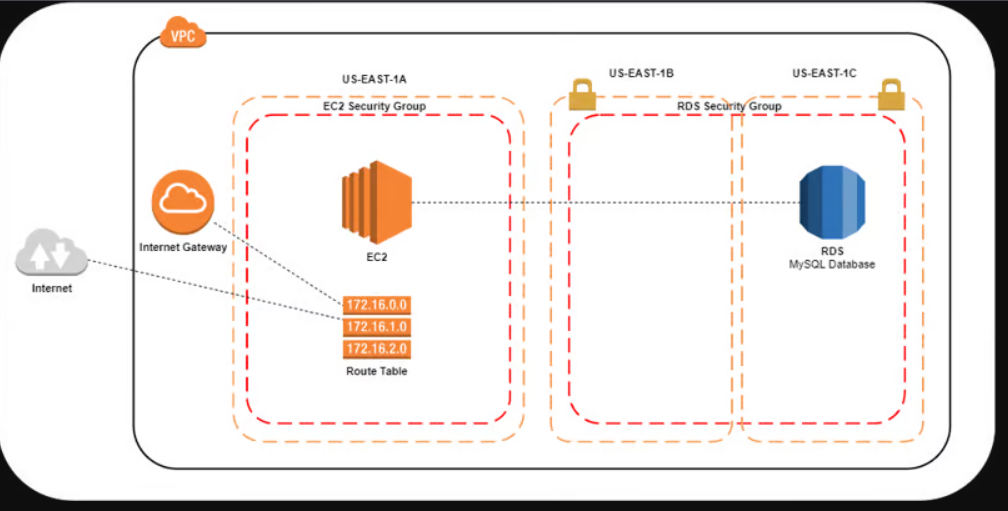 VPC
US-EAST-1A
US-EAST-1B
US-EAST-1C
EC2 Security Group
RDS Security Group
Internet Gateway
EC2
RDS
MySQL Database
Internet
172.16.0.0
172.16.1.0
172.16.2.0
Route Table